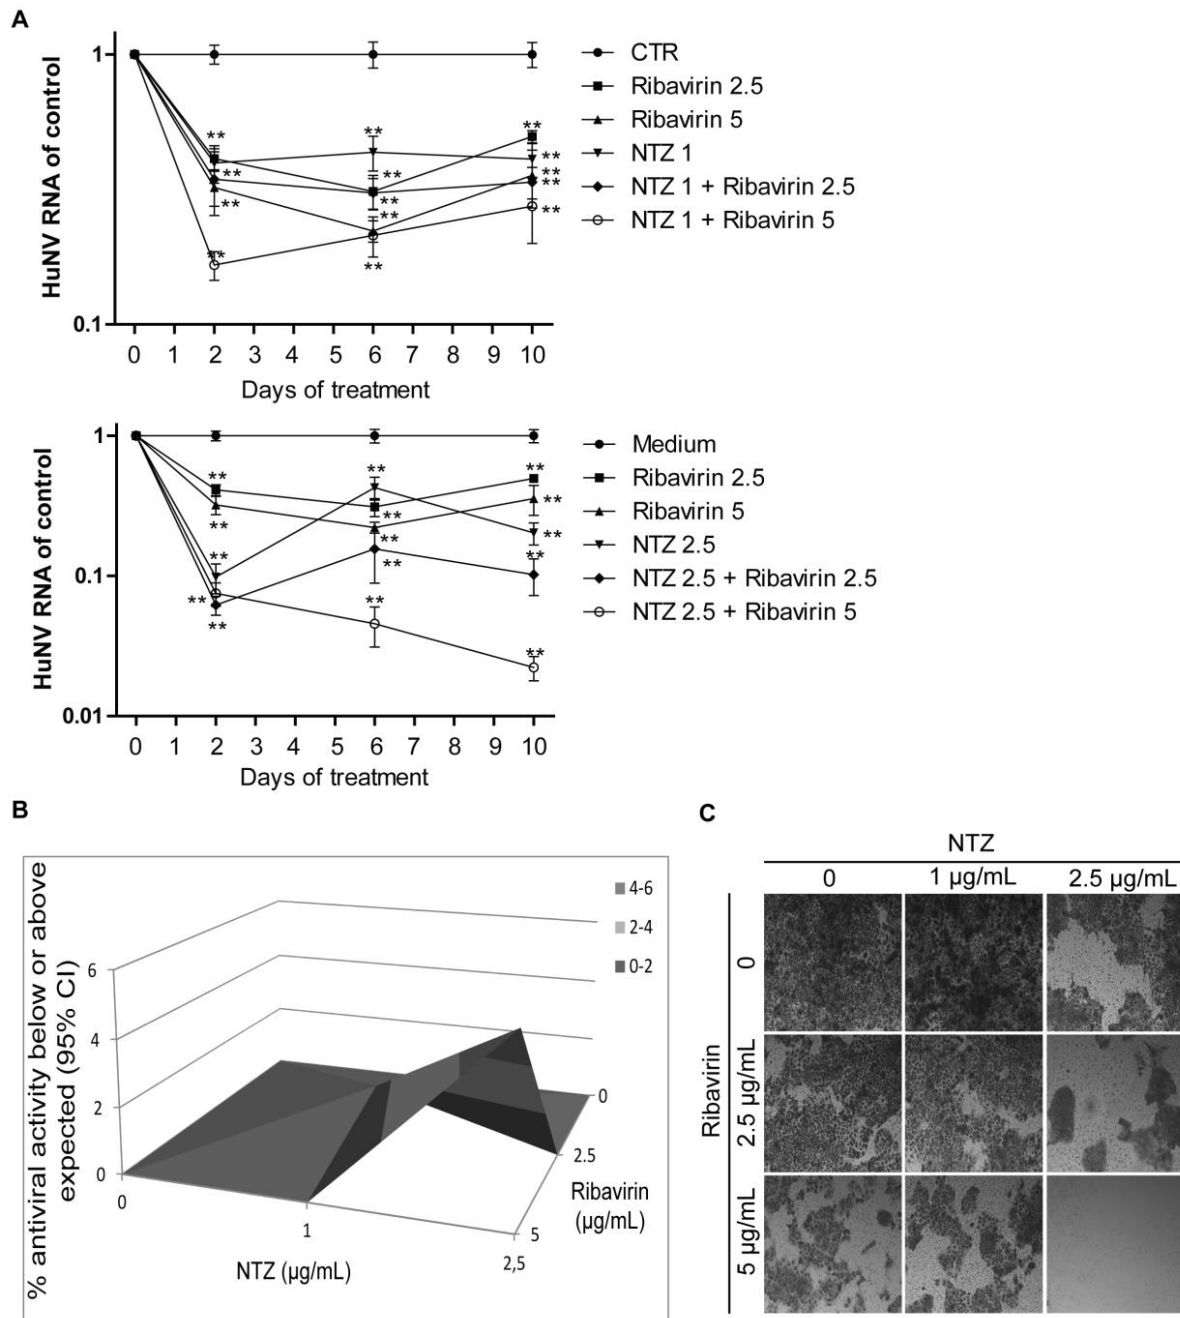 A
HuNV RNA of control
1
0.1
** ** ** ** ** ** ** ** ** ** ** ** ** **
0 1 2 3 4 5 6 7 8 9 10
Days of treatment
CTR
Ribavirin 2.5
Ribavirin 5
NTZ 1
NTZ 1 + Ribavirin 2.5
NTZ 1 + Ribavirin 5
HuNV RNA of control
1
0.1
0.01
** ** ** ** ** ** ** ** ** ** ** ** ** **
0 1 2 3 4 5 6 7 8 9 10
Days of treatment
Medium
Ribavirin 2.5
Ribavirin 5
NTZ 2.5
NTZ 2.5 + Ribavirin 2.5
NTZ 2.5 + Ribavirin 5
B
% antiviral activity below or above
expected (95% CI)
6
4
2
0
4-6
2-4
0-2
0
1
2,5
NTZ (µg/mL)
0
2.5
5
Ribavirin
(µg/mL)
C
NTZ
0 1 µg/mL 2.5 µg/mL
Ribavirin
0
2.5 µg/mL
5 µg/mL